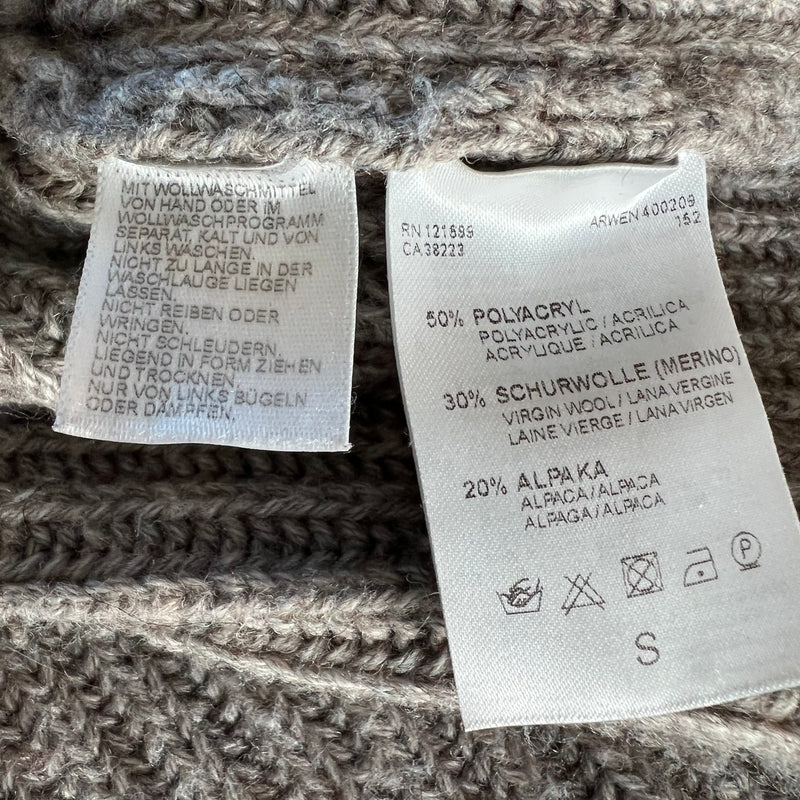 MIT WOLLWASCHMITTEL
VON HAND ODER IM
WOLLWASCHPROGRAMM
SEPARAT, KALT UND VON
LINKS WASCHEN.
NICHT ZU LANGE IN DER
WASCHLAUGE LIEGEN
LASSEN.
NICHT REIBEN ODER
WRINGEN.
NICHT SCHLEUDERN.
LIEGEND IN FORM ZIEHEN
UND TROCKNEN.
NUR VON LINKS BÜGELN
ODER DÄMPFEN.
RN 121699 ARWEN 400209
CA 38223 152
50% POLYACRYL
POLYACRYLIC / ACRILICA
ACRYLIQUE / ACRILICA
30% SCHURWOLLE (MERINO)
VIRGIN WOOL / LANA VERGINE
LAINE VIERGE / LANA VIRGEN
20% ALPAKA
ALPACA / ALPACA
ALPAGA / ALPACA
P
S